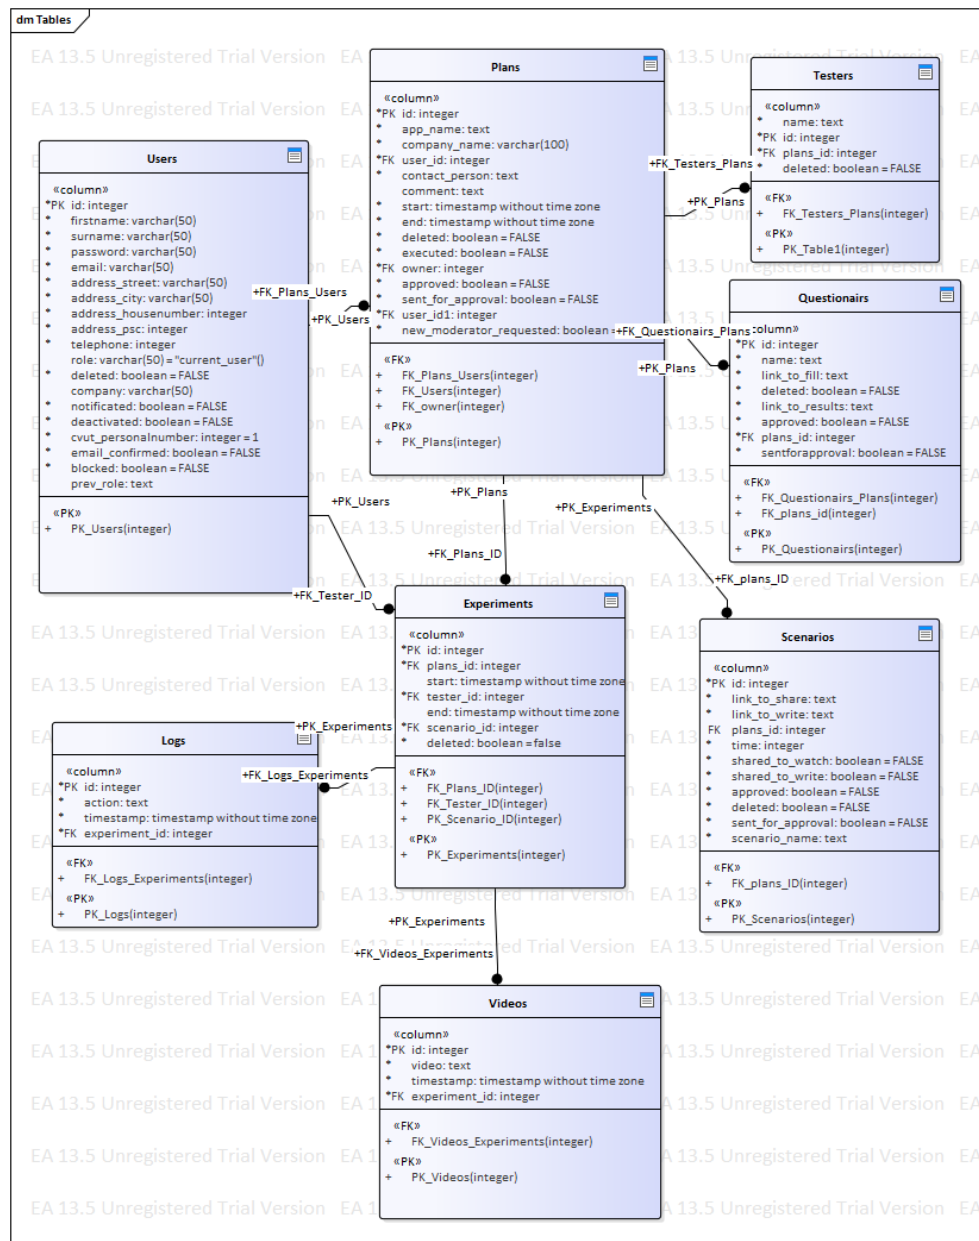 dm Tables
EA 13.5 Unregistered Trial Version
Plans
«column»
*PK id: integer
* app_name: text
* company_name: varchar(100)
*FK user_id: integer
* contact_person: text
comment: text
* start: timestamp without time zone
* end: timestamp without time zone
* deleted: boolean = FALSE
* executed: boolean = FALSE
*FK owner: integer
* approved: boolean = FALSE
* sent_for_approval: boolean = FALSE
*FK user_id1: integer
* new_moderator_requested: boolean =
«FK»
+ FK_Plans_Users(integer)
+ FK_Users(integer)
+ FK_owner(integer)
«PK»
+ PK_Plans(integer)
Testers
«column»
* name: text
*PK id: integer
*FK plans_id: integer
* deleted: boolean = FALSE
«FK»
+ FK_Testers_Plans(integer)
«PK»
+ PK_Table1(integer)
+FK_Testers_Plans
+PK_Plans
Users
«column»
*PK id: integer
* firstname: varchar(50)
* surname: varchar(50)
* password: varchar(50)
* email: varchar(50)
* address_street: varchar(50)
* address_city: varchar(50)
* address_housenumber: integer
* address_psc: integer
* telephone: integer
role: varchar(50) = "current_user"()
* deleted: boolean = FALSE
company: varchar(50)
* notificated: boolean = FALSE
* deactivated: boolean = FALSE
* cvut_personalnumber: integer = 1
* email_confirmed: boolean = FALSE
* blocked: boolean = FALSE
prev_role: text
«PK»
+ PK_Users(integer)
+FK_Plans_Users
+PK_Users
Questionairs
+FK_Questionairs_Plans
+PK_Plans
column»
*PK id: integer
* name: text
* link_to_fill: text
* deleted: boolean = FALSE
* link_to_results: text
* approved: boolean = FALSE
*FK plans_id: integer
* sentforapproval: boolean = FALSE
«FK»
+ FK_Questionairs_Plans(integer)
+ FK_plans_id(integer)
«PK»
+ PK_Questionairs(integer)
+PK_Users
+FK_Tester_ID
+PK_Plans
+FK_Plans_ID
+PK_Experiments
+FK_plans_ID
Experiments
«column»
*PK id: integer
*FK plans_id: integer
start: timestamp without time zone
*FK tester_id: integer
end: timestamp without time zone
*FK scenario_id: integer
* deleted: boolean = false
«FK»
+ FK_Plans_ID(integer)
+ FK_Tester_ID(integer)
+ PK_Scenario_ID(integer)
«PK»
+ PK_Experiments(integer)
Scenarios
«column»
*PK id: integer
* link_to_share: text
* link_to_write: text
FK plans_id: integer
* time: integer
* shared_to_watch: boolean = FALSE
* shared_to_write: boolean = FALSE
* approved: boolean = FALSE
* deleted: boolean = FALSE
* sent_for_approval: boolean = FALSE
* scenario_name: text
«FK»
+ FK_plans_ID(integer)
«PK»
+ PK_Scenarios(integer)
+PK_Experiments
+FK_Logs_Experiments
Logs
«column»
*PK id: integer
* action: text
* timestamp: timestamp without time zone
*FK experiment_id: integer
«FK»
+ FK_Logs_Experiments(integer)
«PK»
+ PK_Logs(integer)
+PK_Experiments
+FK_Videos_Experiments
Videos
«column»
*PK id: integer
* video: text
* timestamp: timestamp without time zone
*FK experiment_id: integer
«FK»
+ FK_Videos_Experiments(integer)
«PK»
+ PK_Videos(integer)